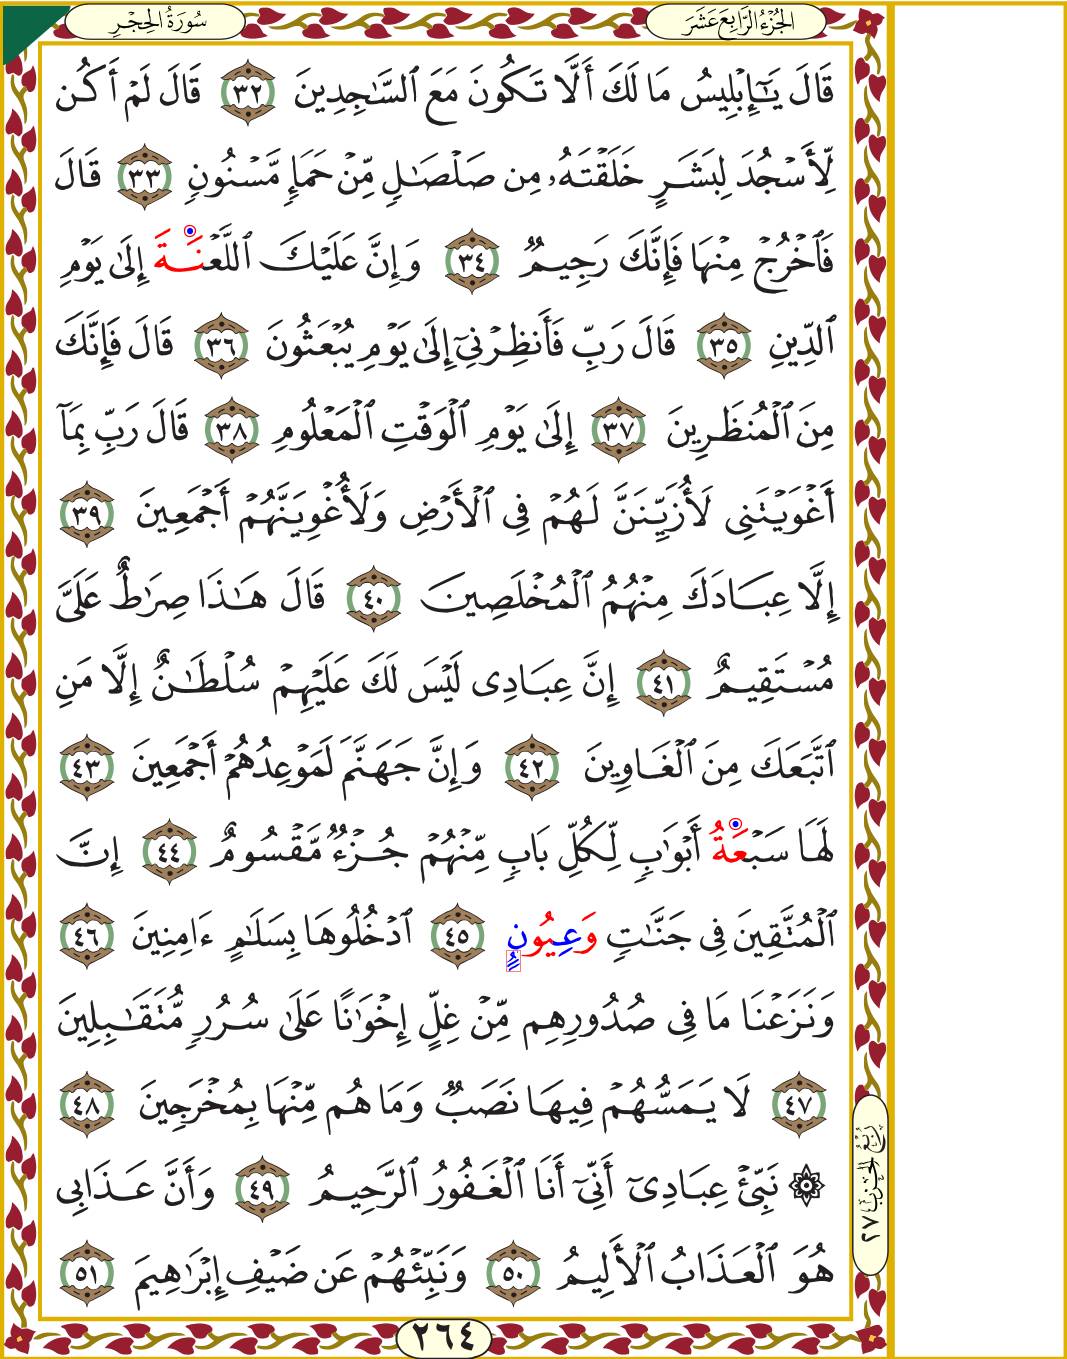 سُورَةُ الحِجْرِ
الجُزْءُ الرَّابِعَ عَشَرَ
قَالَ يَٰٓإِبۡلِيسُ مَا لَكَ أَلَّا تَكُونَ مَعَ ٱلسَّٰجِدِينَ ٣٢ قَالَ لَمۡ أَكُن
لِّأَسۡجُدَ لِبَشَرٍ خَلَقۡتَهُۥ مِن صَلۡصَٰلٖ مِّنۡ حَمَإٖ مَّسۡنُونٖ ٣٣ قَالَ
فَٱخۡرُجۡ مِنۡهَا فَإِنَّكَ رَجِيمٞ ٣٤ وَإِنَّ عَلَيۡكَ ٱللَّعۡنَةَ إِلَىٰ يَوۡمِ
ٱلدِّينِ ٣٥ قَالَ رَبِّ فَأَنظِرۡنِيٓ إِلَىٰ يَوۡمِ يُبۡعَثُونَ ٣٦ قَالَ فَإِنَّكَ
مِنَ ٱلۡمُنظَرِينَ ٣٧ إِلَىٰ يَوۡمِ ٱلۡوَقۡتِ ٱلۡمَعۡلُومِ ٣٨ قَالَ رَبِّ بِمَآ
أَغۡوَيۡتَنِي لَأُزَيِّنَنَّ لَهُمۡ فِي ٱلۡأَرۡضِ وَلَأُغۡوِيَنَّهُمۡ أَجۡمَعِينَ ٣٩
إِلَّا عِبَادَكَ مِنۡهُمُ ٱلۡمُخۡلَصِينَ ٤٠ قَالَ هَٰذَا صِرَٰطٌ عَلَيَّ
مُسۡتَقِيمٌ ٤١ إِنَّ عِبَادِي لَيۡسَ لَكَ عَلَيۡهِمۡ سُلۡطَٰنٌ إِلَّا مَنِ
ٱتَّبَعَكَ مِنَ ٱلۡغَاوِينَ ٤٢ وَإِنَّ جَهَنَّمَ لَمَوۡعِدُهُمۡ أَجۡمَعِينَ ٤٣
لَهَا سَبۡعَةُ أَبۡوَٰبٖ لِّكُلِّ بَابٖ مِّنۡهُمۡ جُزۡءٞ مَّقۡسُومٌ ٤٤ إِنَّ
ٱلۡمُتَّقِينَ فِي جَنَّٰتٖ وَعِيُونٍ ٤٥ ٱدۡخُلُوهَا بِسَلَٰمٍ ءَامِنِينَ ٤٦
وَنَزَعۡنَا مَا فِي صُدُورِهِم مِّنۡ غِلٍّ إِخۡوَٰنًا عَلَىٰ سُرُرٖ مُّتَقَٰبِلِينَ
٤٧ لَا يَمَسُّهُمۡ فِيهَا نَصَبٞ وَمَا هُم مِّنۡهَا بِمُخۡرَجِينَ ٤٨
۞ نَبِّئۡ عِبَادِيٓ أَنِّيٓ أَنَا ٱلۡغَفُورُ ٱلرَّحِيمُ ٤٩ وَأَنَّ عَذَابِي
هُوَ ٱلۡعَذَابُ ٱلۡأَلِيمُ ٥٠ وَنَبِّئۡهُمۡ عَن ضَيۡفِ إِبۡرَٰهِيمَ ٥١
رُبْعُ الحِزْبِ ٢٧
٢٦٤